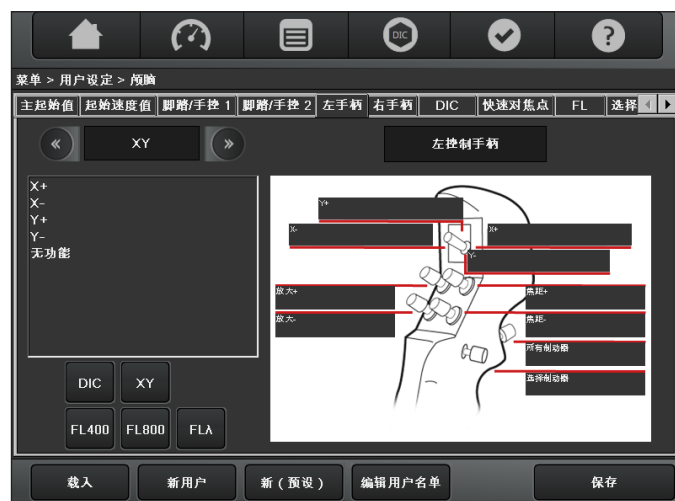 DIC
?
菜单 > 用户设定 > 颅脑
主起始值 起始速度值 脚踏/手控 1 脚踏/手控 2 左手柄 右手柄 DIC 快速对焦点 FL 选择
« XY » 左控制手柄
X+
X-
Y+
Y-
无功能
Y+
X- X+
Y-
放大+ 焦距+
放大- 焦距-
所有制动器
选择制动器
DIC XY
FL400 FL800 FLA
载入 新用户 新 ( 预设 ) 编辑用户名单 保存